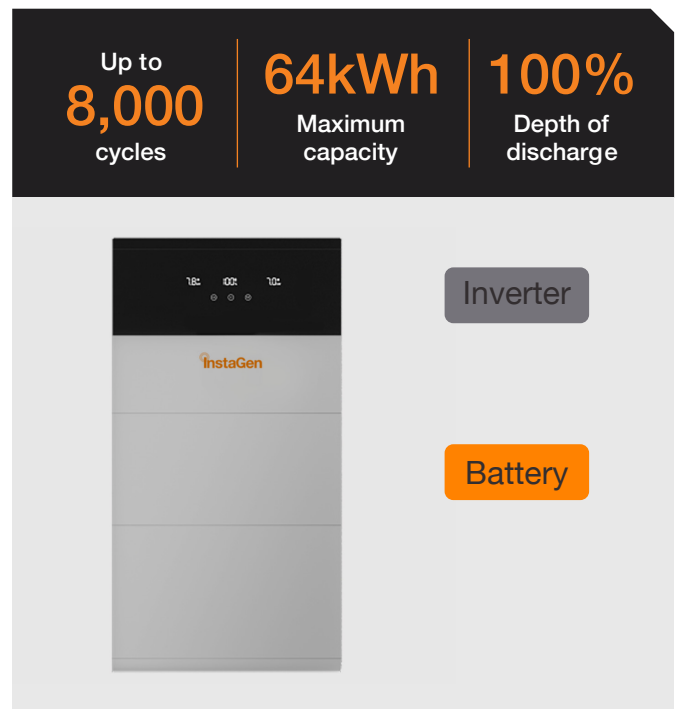 Up to
8,000
cycles
64kWh
Maximum
capacity
100%
Depth of
discharge
Inverter
InstaGen
Battery